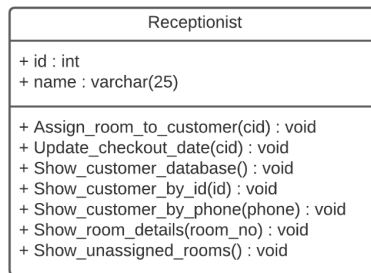 Receptionist
+ id : int
+ name : varchar(25)
+ Assign_room_to_customer(cid) : void
+ Update_checkout_date(cid) : void
+ Show_customer_database() : void
+ Show_customer_by_id(id) : void
+ Show_customer_by_phone(phone) : void
+ Show_room_details(room_no) : void
+ Show_unassigned_rooms() : void